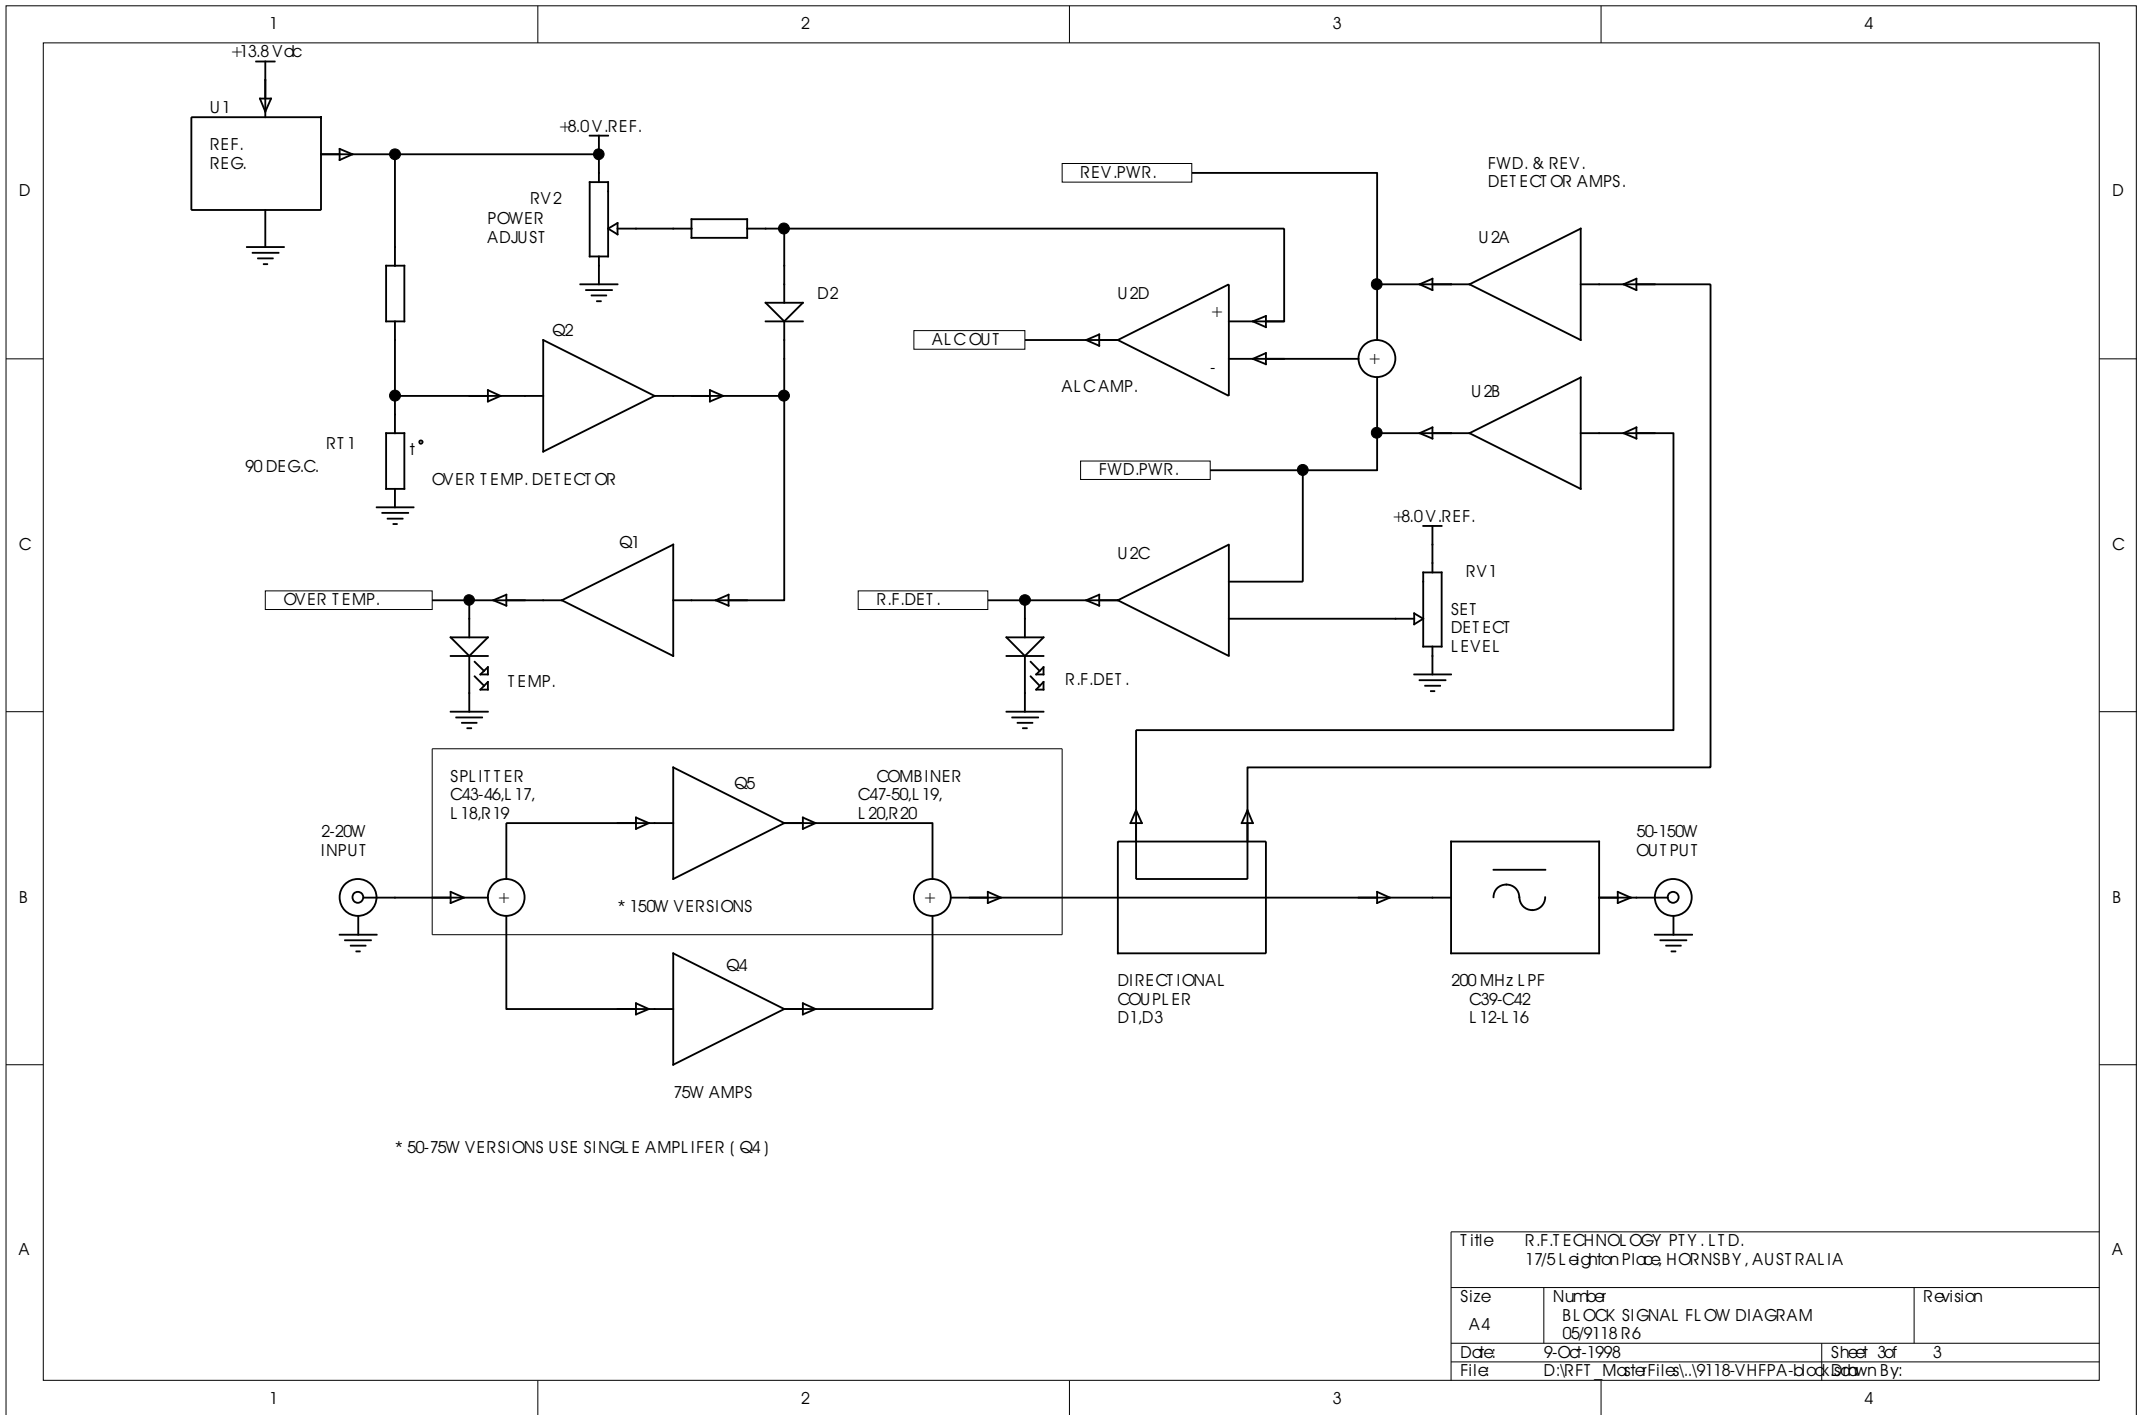 1 2 3 4
+13.8 Vdc
U1
REF.
REG.
+8.0 V.REF.
RV2
POWER
ADJUST
D2
Q2
RT1
t°
90 DEG.C.
OVER TEMP. DETECTOR
Q1
OVER TEMP.
TEMP.
REV.PWR.
FWD. & REV.
DETECTOR AMPS.
U2A
U2D
+
-
ALC OUT
ALC AMP.
+
U2B
FWD.PWR.
+8.0 V.REF.
U2C
RV1
SET
DETECT
LEVEL
R.F.DET.
R.F.DET.
SPLITTER
C43-46,L17,
L18,R19
Q5
COMBINER
C47-50,L19,
L20,R20
2-20W
INPUT
+
* 150W VERSIONS
+
Q4
75W AMPS
DIRECTIONAL
COUPLER
D1,D3
200 MHz LPF
C39-C42
L12-L16
50-150W
OUTPUT
* 50-75W VERSIONS USE SINGLE AMPLIFER ( Q4 )
D D
C C
B B
A A
Title R.F.TECHNOLOGY PTY. LTD.
17/5 Leighton Place, HORNSBY, AUSTRALIA
Size Number Revision
A4 BLOCK SIGNAL FLOW DIAGRAM
05/9118 R6
Date: 9-Oct-1998 Sheet 3of 3
File: D:\RFT_MasterFiles\..\9118-VHFPA-block Drawn By:
1 2 3 4